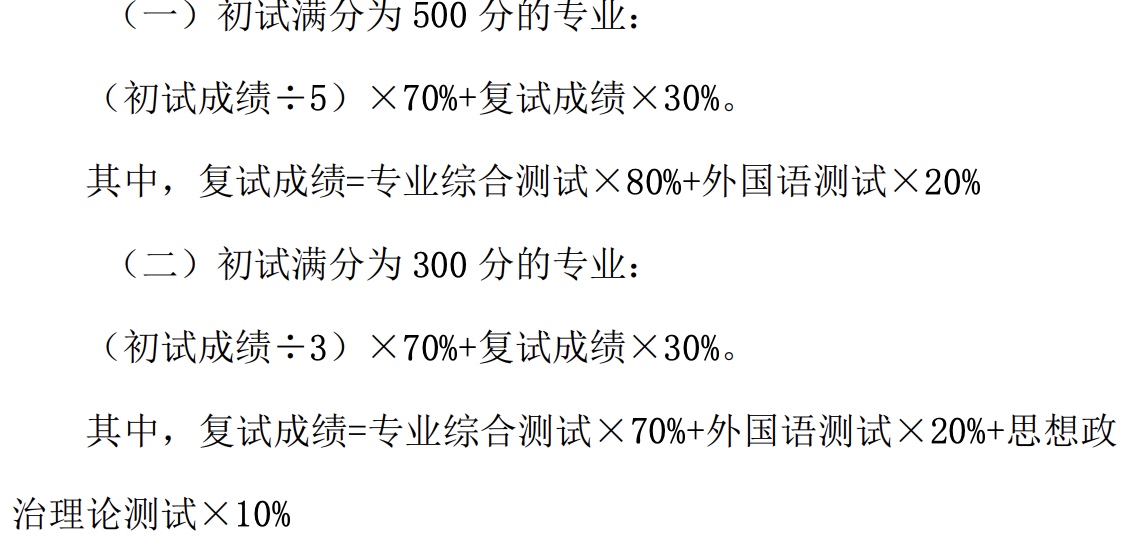 （一）初试满分为 500 分的专业：
（初试成绩÷5）×70%+复试成绩×30%。
其中，复试成绩=专业综合测试×80%+外国语测试×20%
（二）初试满分为 300 分的专业：
（初试成绩÷3）×70%+复试成绩×30%。
其中，复试成绩=专业综合测试×70%+外国语测试×20%+思想政
治理论测试×10%